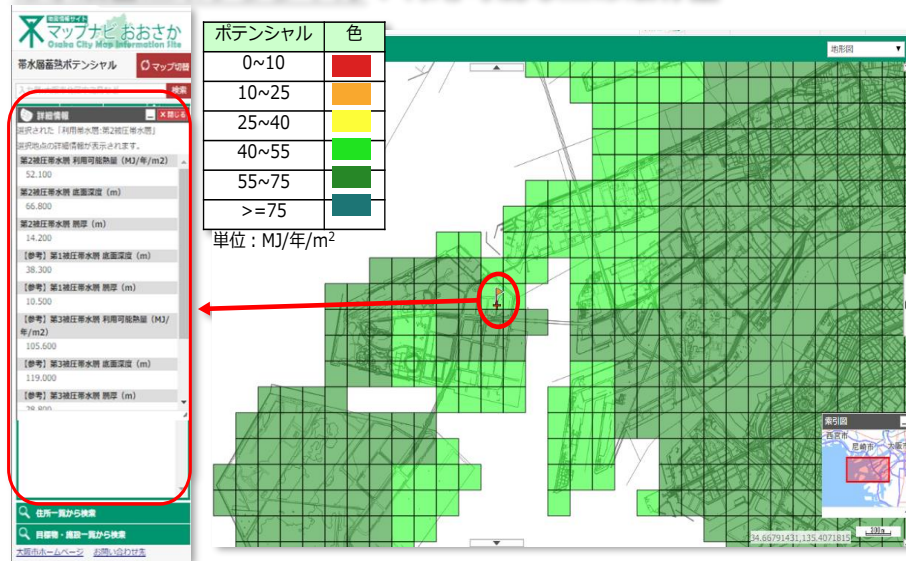 地図情報サイト
マップナビ おおさか
Osaka City Map Information Site
帯水層蓄熱ポテンシャル
マップ切替
検索
詳細情報
× 閉じる
選択された「利用帯水層:第2被圧帯水層」
選択地点の詳細情報が表示されます。
第2被圧帯水層 利用可能熱量（MJ/年/m2）
52.100
第2被圧帯水層 底面深度（m）
66.800
第2被圧帯水層 層厚（m）
14.200
【参考】第1被圧帯水層 底面深度（m）
38.300
【参考】第1被圧帯水層 層厚（m）
10.500
【参考】第3被圧帯水層 利用可能熱量（MJ/
年/m2）
105.600
【参考】第3被圧帯水層 底面深度（m）
119.000
【参考】第3被圧帯水層 層厚（m）
28.800
住所一覧から検索
目標物・施設一覧から検索
大阪市ホームページ お問い合わせ先
ポテンシャル 色
0~10
10~25
25~40
40~55
55~75
>=75
単位：MJ/年/m2
地形図
索引図
西宮市
尼崎市
大阪市
34.66791431,135.4071815
300m